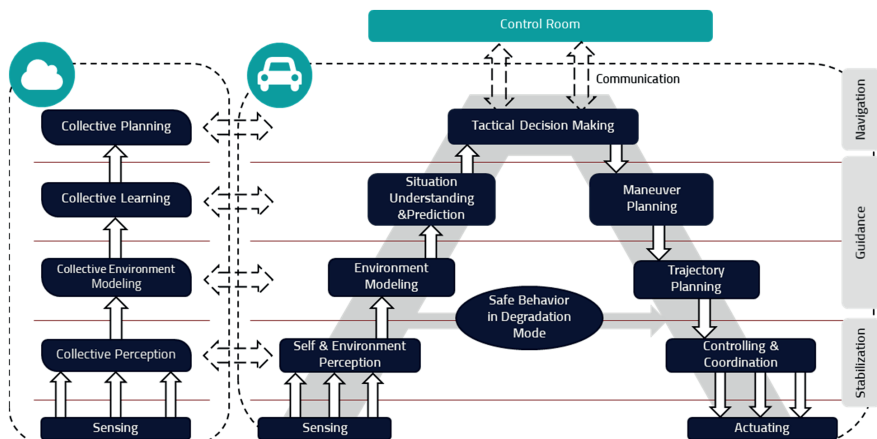 Control Room
Communication
Collective Planning
Tactical Decision Making
Navigation
Collective Learning
Situation
Understanding
&Prediction
Maneuver
Planning
Guidance
Collective Environment
Modeling
Environment
Modeling
Safe Behavior
in Degradation
Mode
Trajectory
Planning
Collective Perception
Self & Environment
Perception
Controlling &
Coordination
Stabilization
Sensing
Sensing
Actuating